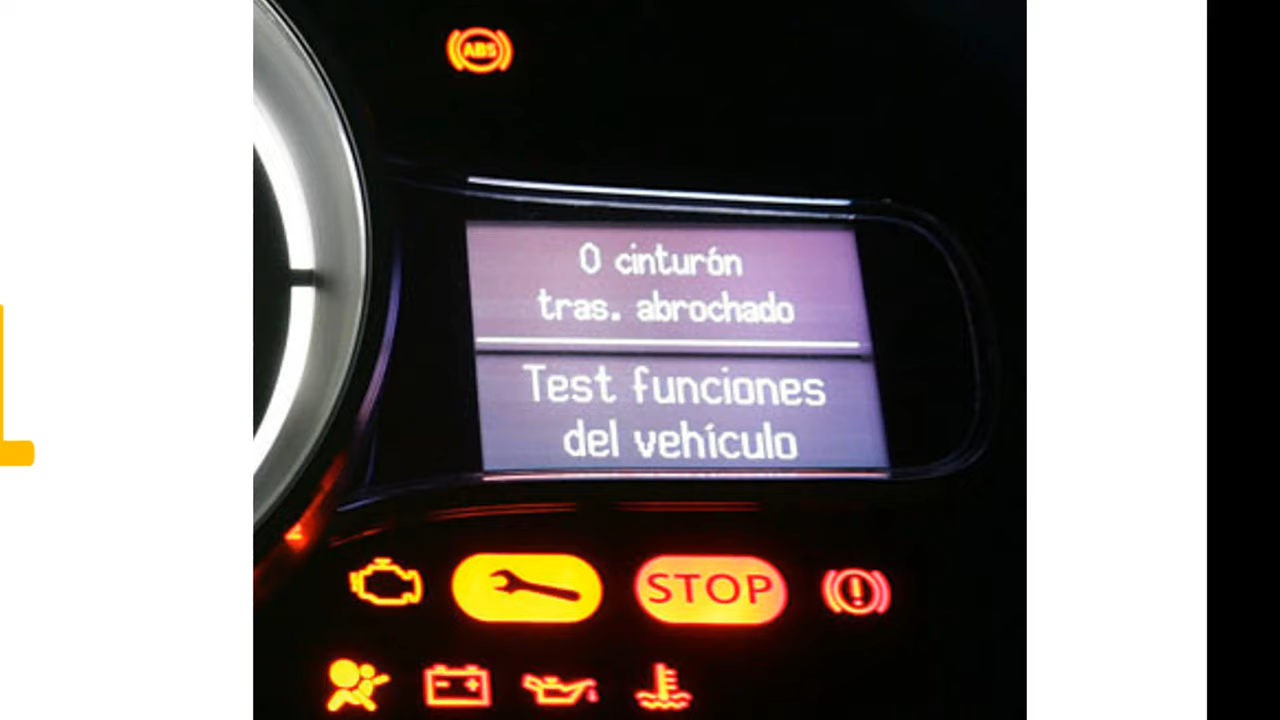 ABS
0 cinturón
tras. abrochado
Test funciones
del vehículo
STOP